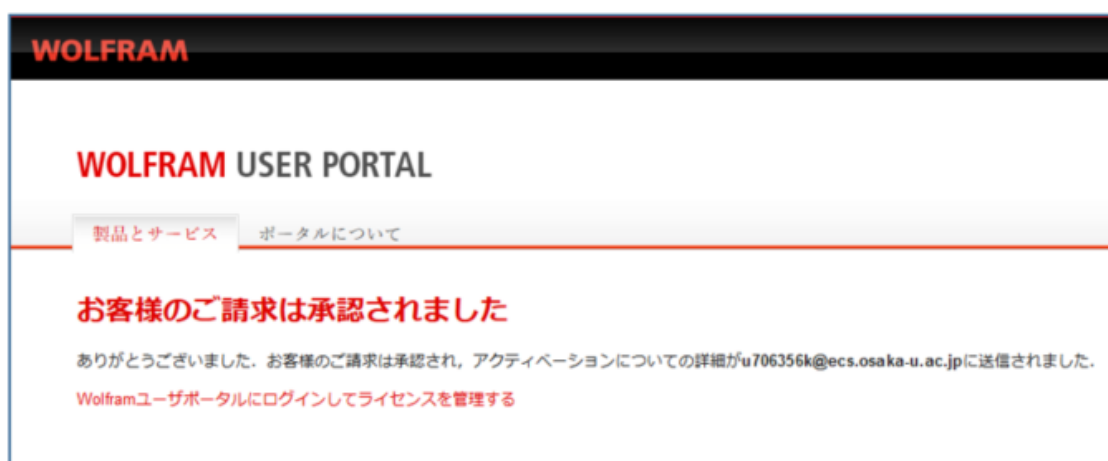 WOLFRAM
WOLFRAM USER PORTAL
製品とサービス ポータルについて
お客様のご請求は承認されました
ありがとうございました．お客様のご請求は承認され，アクティベーションについての詳細がu706356k@ecs.osaka-u.ac.jpに送信されました．
Wolframユーザポータルにログインしてライセンスを管理する